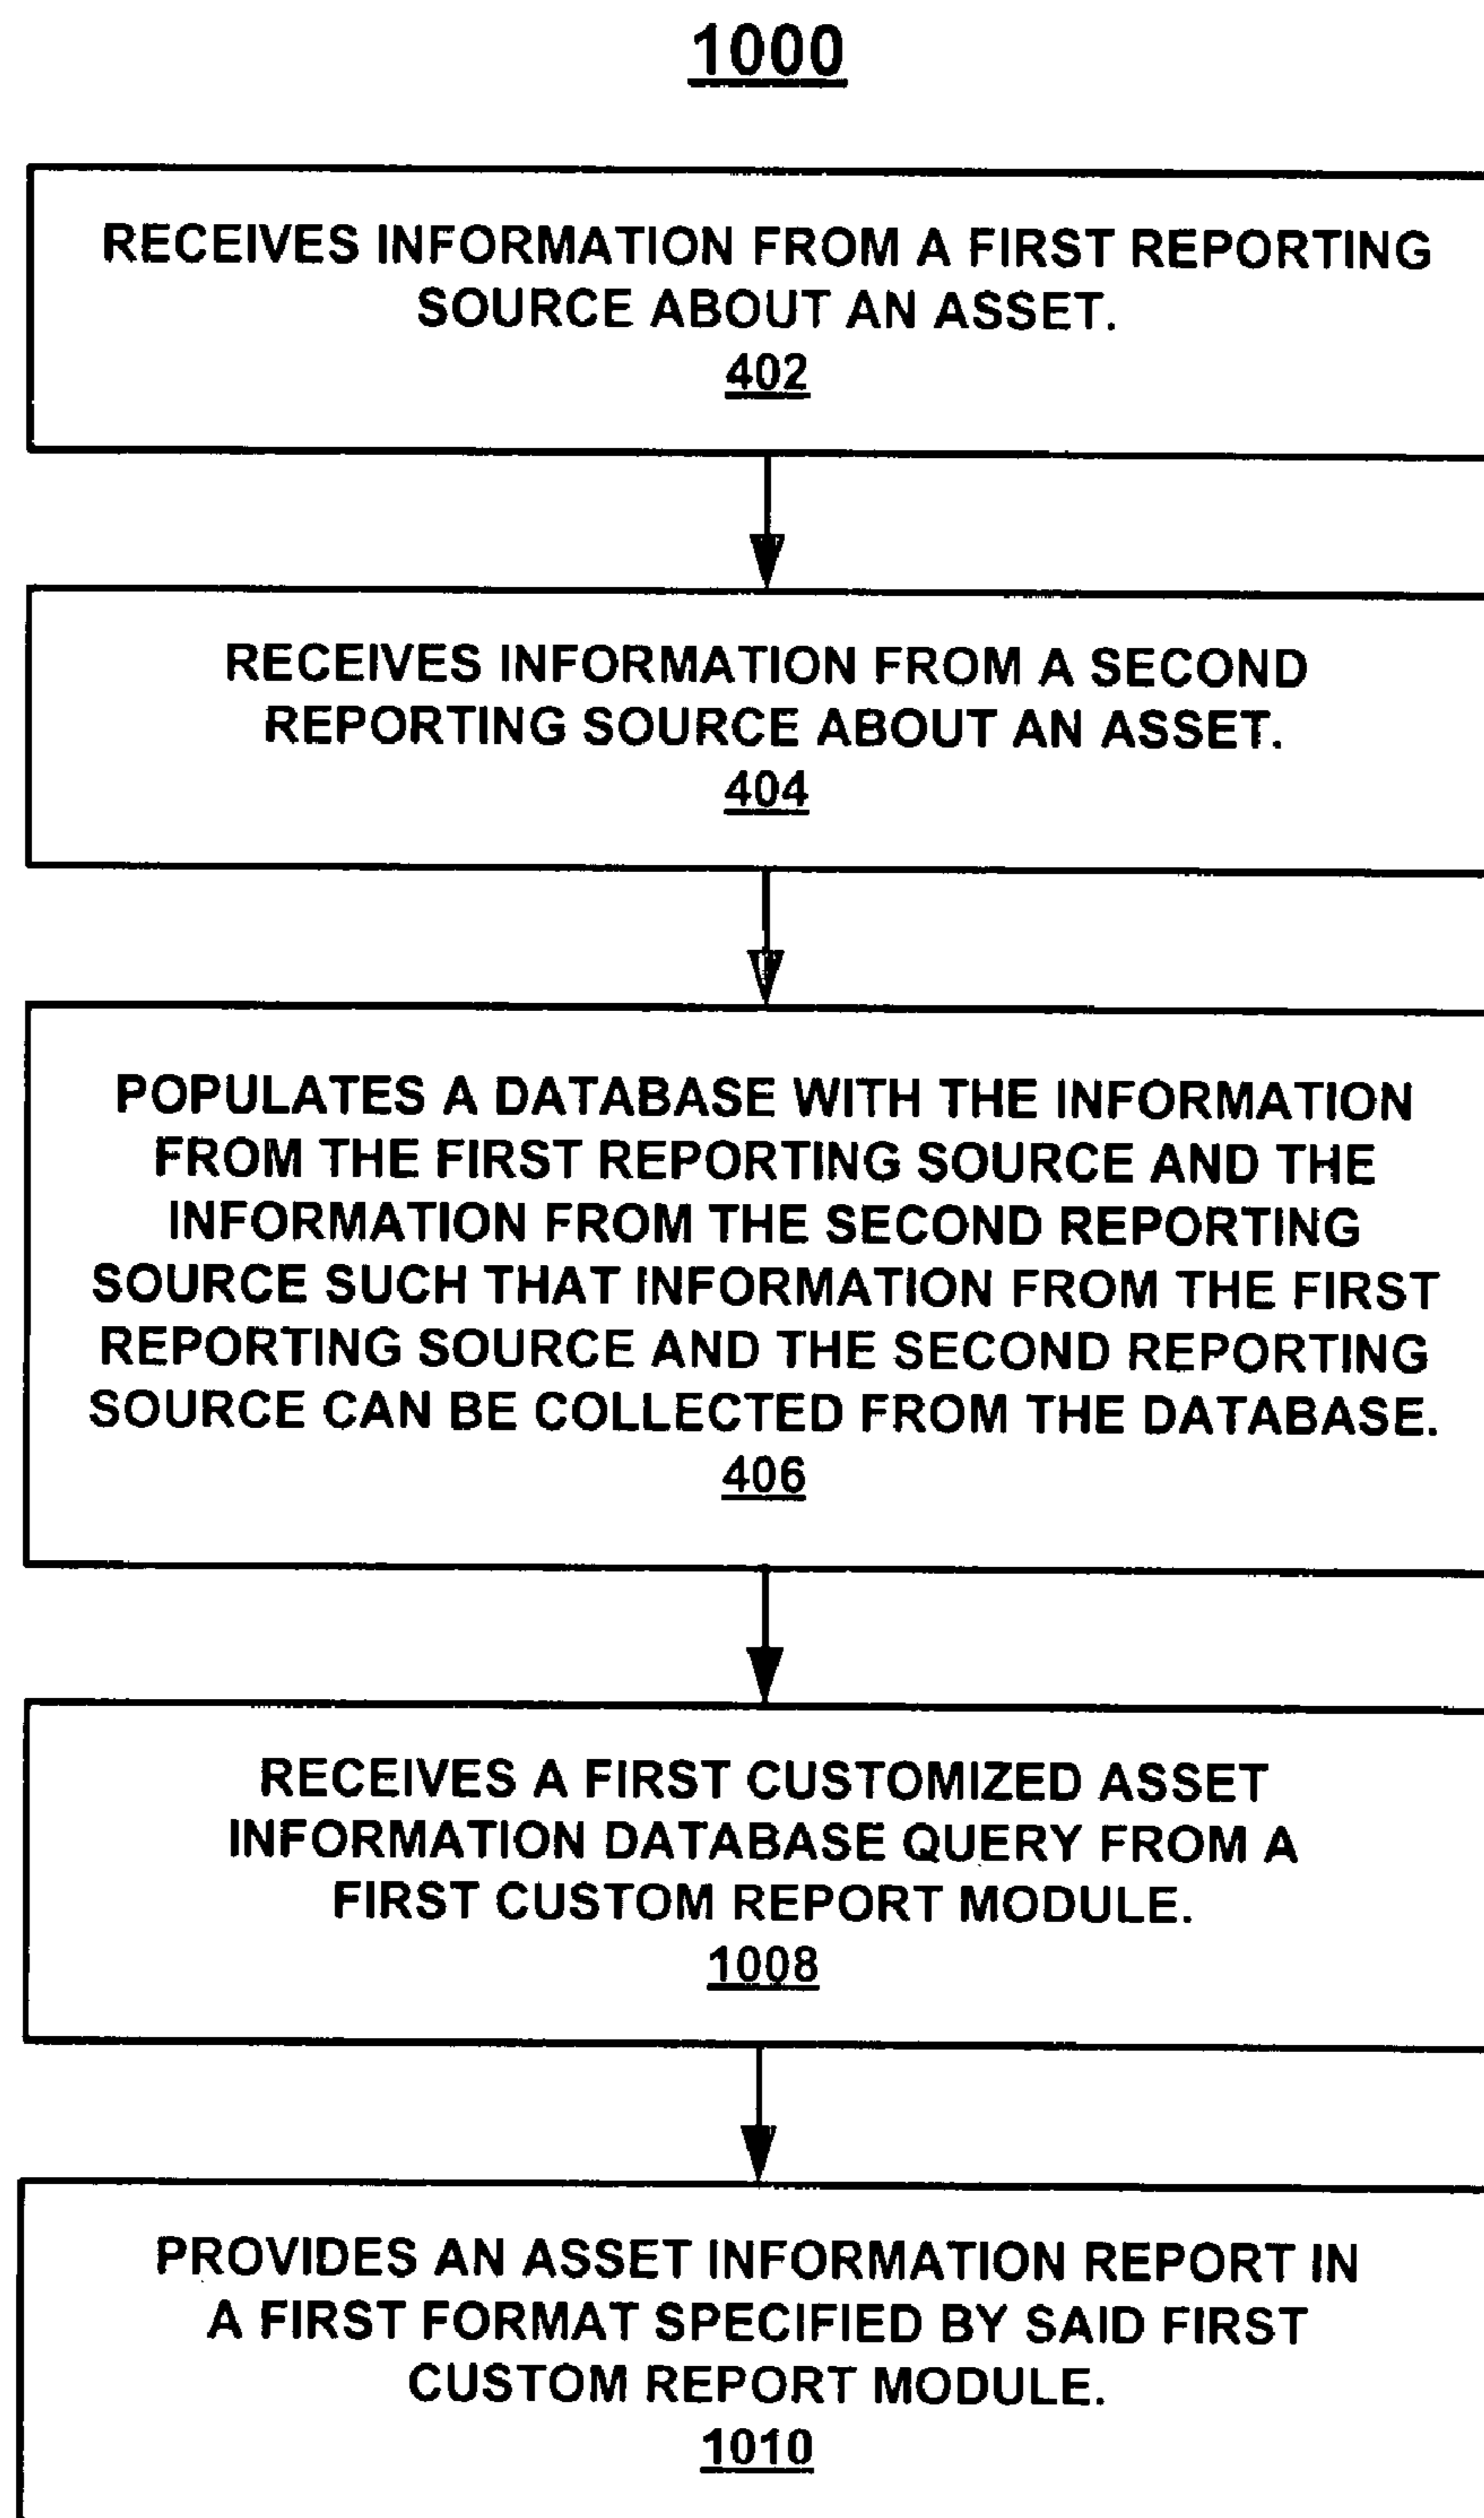 1000
RECEIVES INFORMATION FROM A FIRST REPORTING
SOURCE ABOUT AN ASSET.
402
RECEIVES INFORMATION FROM A SECOND
REPORTING SOURCE ABOUT AN ASSET.
404
POPULATES A DATABASE WITH THE INFORMATION
FROM THE FIRST REPORTING SOURCE AND THE
INFORMATION FROM THE SECOND REPORTING
SOURCE SUCH THAT INFORMATION FROM THE FIRST
REPORTING SOURCE AND THE SECOND REPORTING
SOURCE CAN BE COLLECTED FROM THE DATABASE.
406
RECEIVES A FIRST CUSTOMIZED ASSET
INFORMATION DATABASE QUERY FROM A
FIRST CUSTOM REPORT MODULE.
1008
PROVIDES AN ASSET INFORMATION REPORT IN
A FIRST FORMAT SPECIFIED BY SAID FIRST
CUSTOM REPORT MODULE.
1010